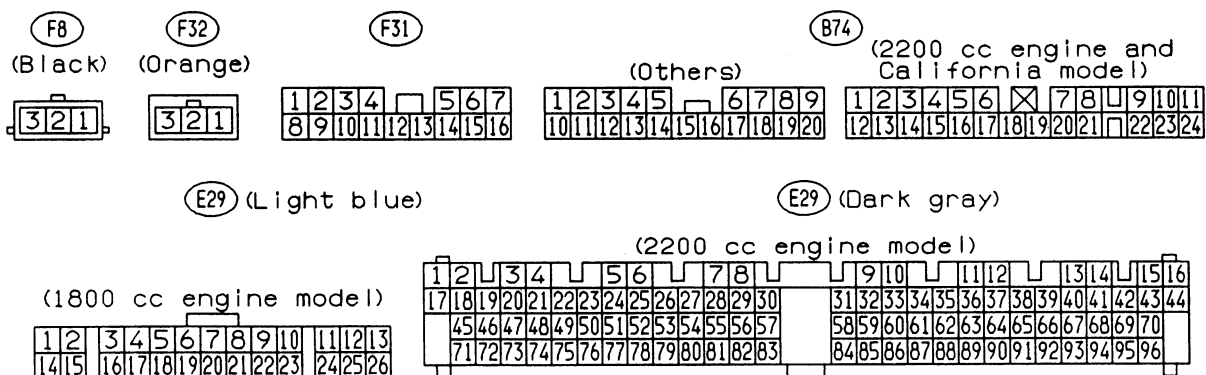 F8 F32 F31 B74
(Black) (Orange) (Others) (2200 cc engine and
California model)
3 2 1
3 2 1
1 2 3 4 5 6 7
8 9 10 11 12 13 14 15 16
1 2 3 4 5 6 7 8 9
10 11 12 13 14 15 16 17 18 19 20
1 2 3 4 5 6 7 8 9 10 11
12 13 14 15 16 17 18 19 20 21 22 23 24
E29 (Light blue)
(1800 cc engine model)
1 2 3 4 5 6 7 8 9 10 11 12 13
14 15 16 17 18 19 20 21 22 23 24 25 26
E29 (Dark gray)
(2200 cc engine model)
1 2 3 4 5 6 7 8 9 10 11 12 13 14 15 16
17 18 19 20 21 22 23 24 25 26 27 28 29 30 31 32 33 34 35 36 37 38 39 40 41 42 43 44
45 46 47 48 49 50 51 52 53 54 55 56 57 58 59 60 61 62 63 64 65 66 67 68 69 70
71 72 73 74 75 76 77 78 79 80 81 82 83 84 85 86 87 88 89 90 91 92 93 94 95 96